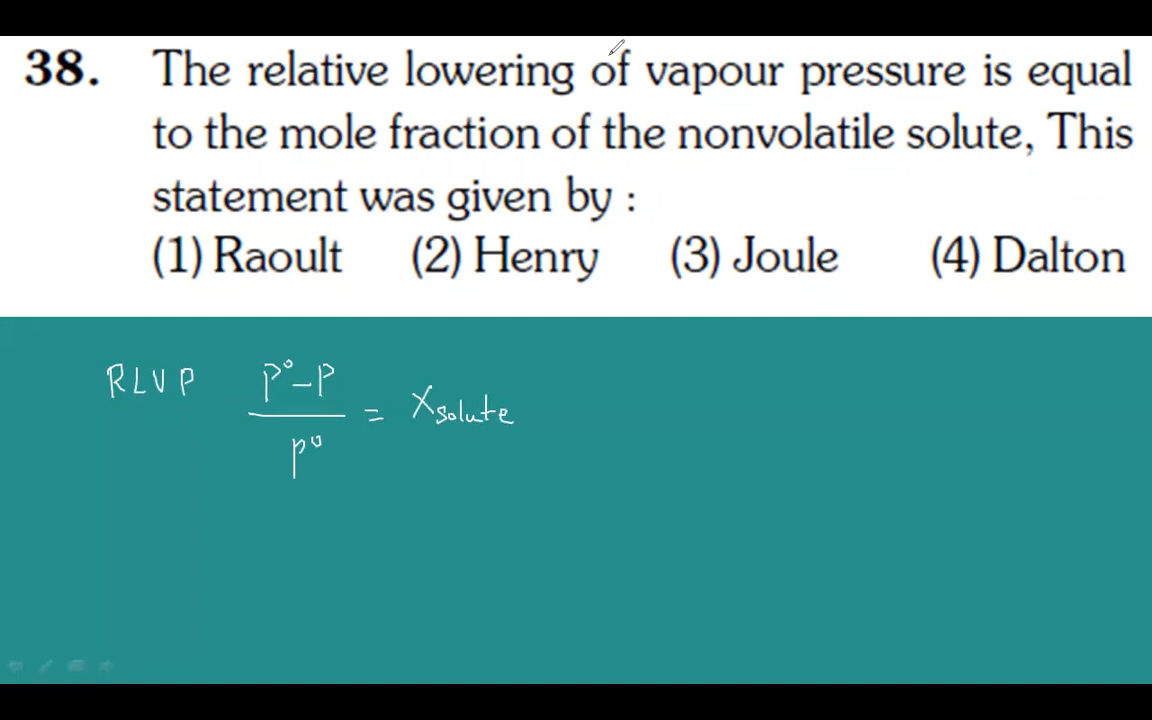 38. The relative lowering of vapour pressure is equal
to the mole fraction of the nonvolatile solute, This
statement was given by :
(1) Raoult (2) Henry (3) Joule (4) Dalton
RLVP P°-P
= Xsolute
P°